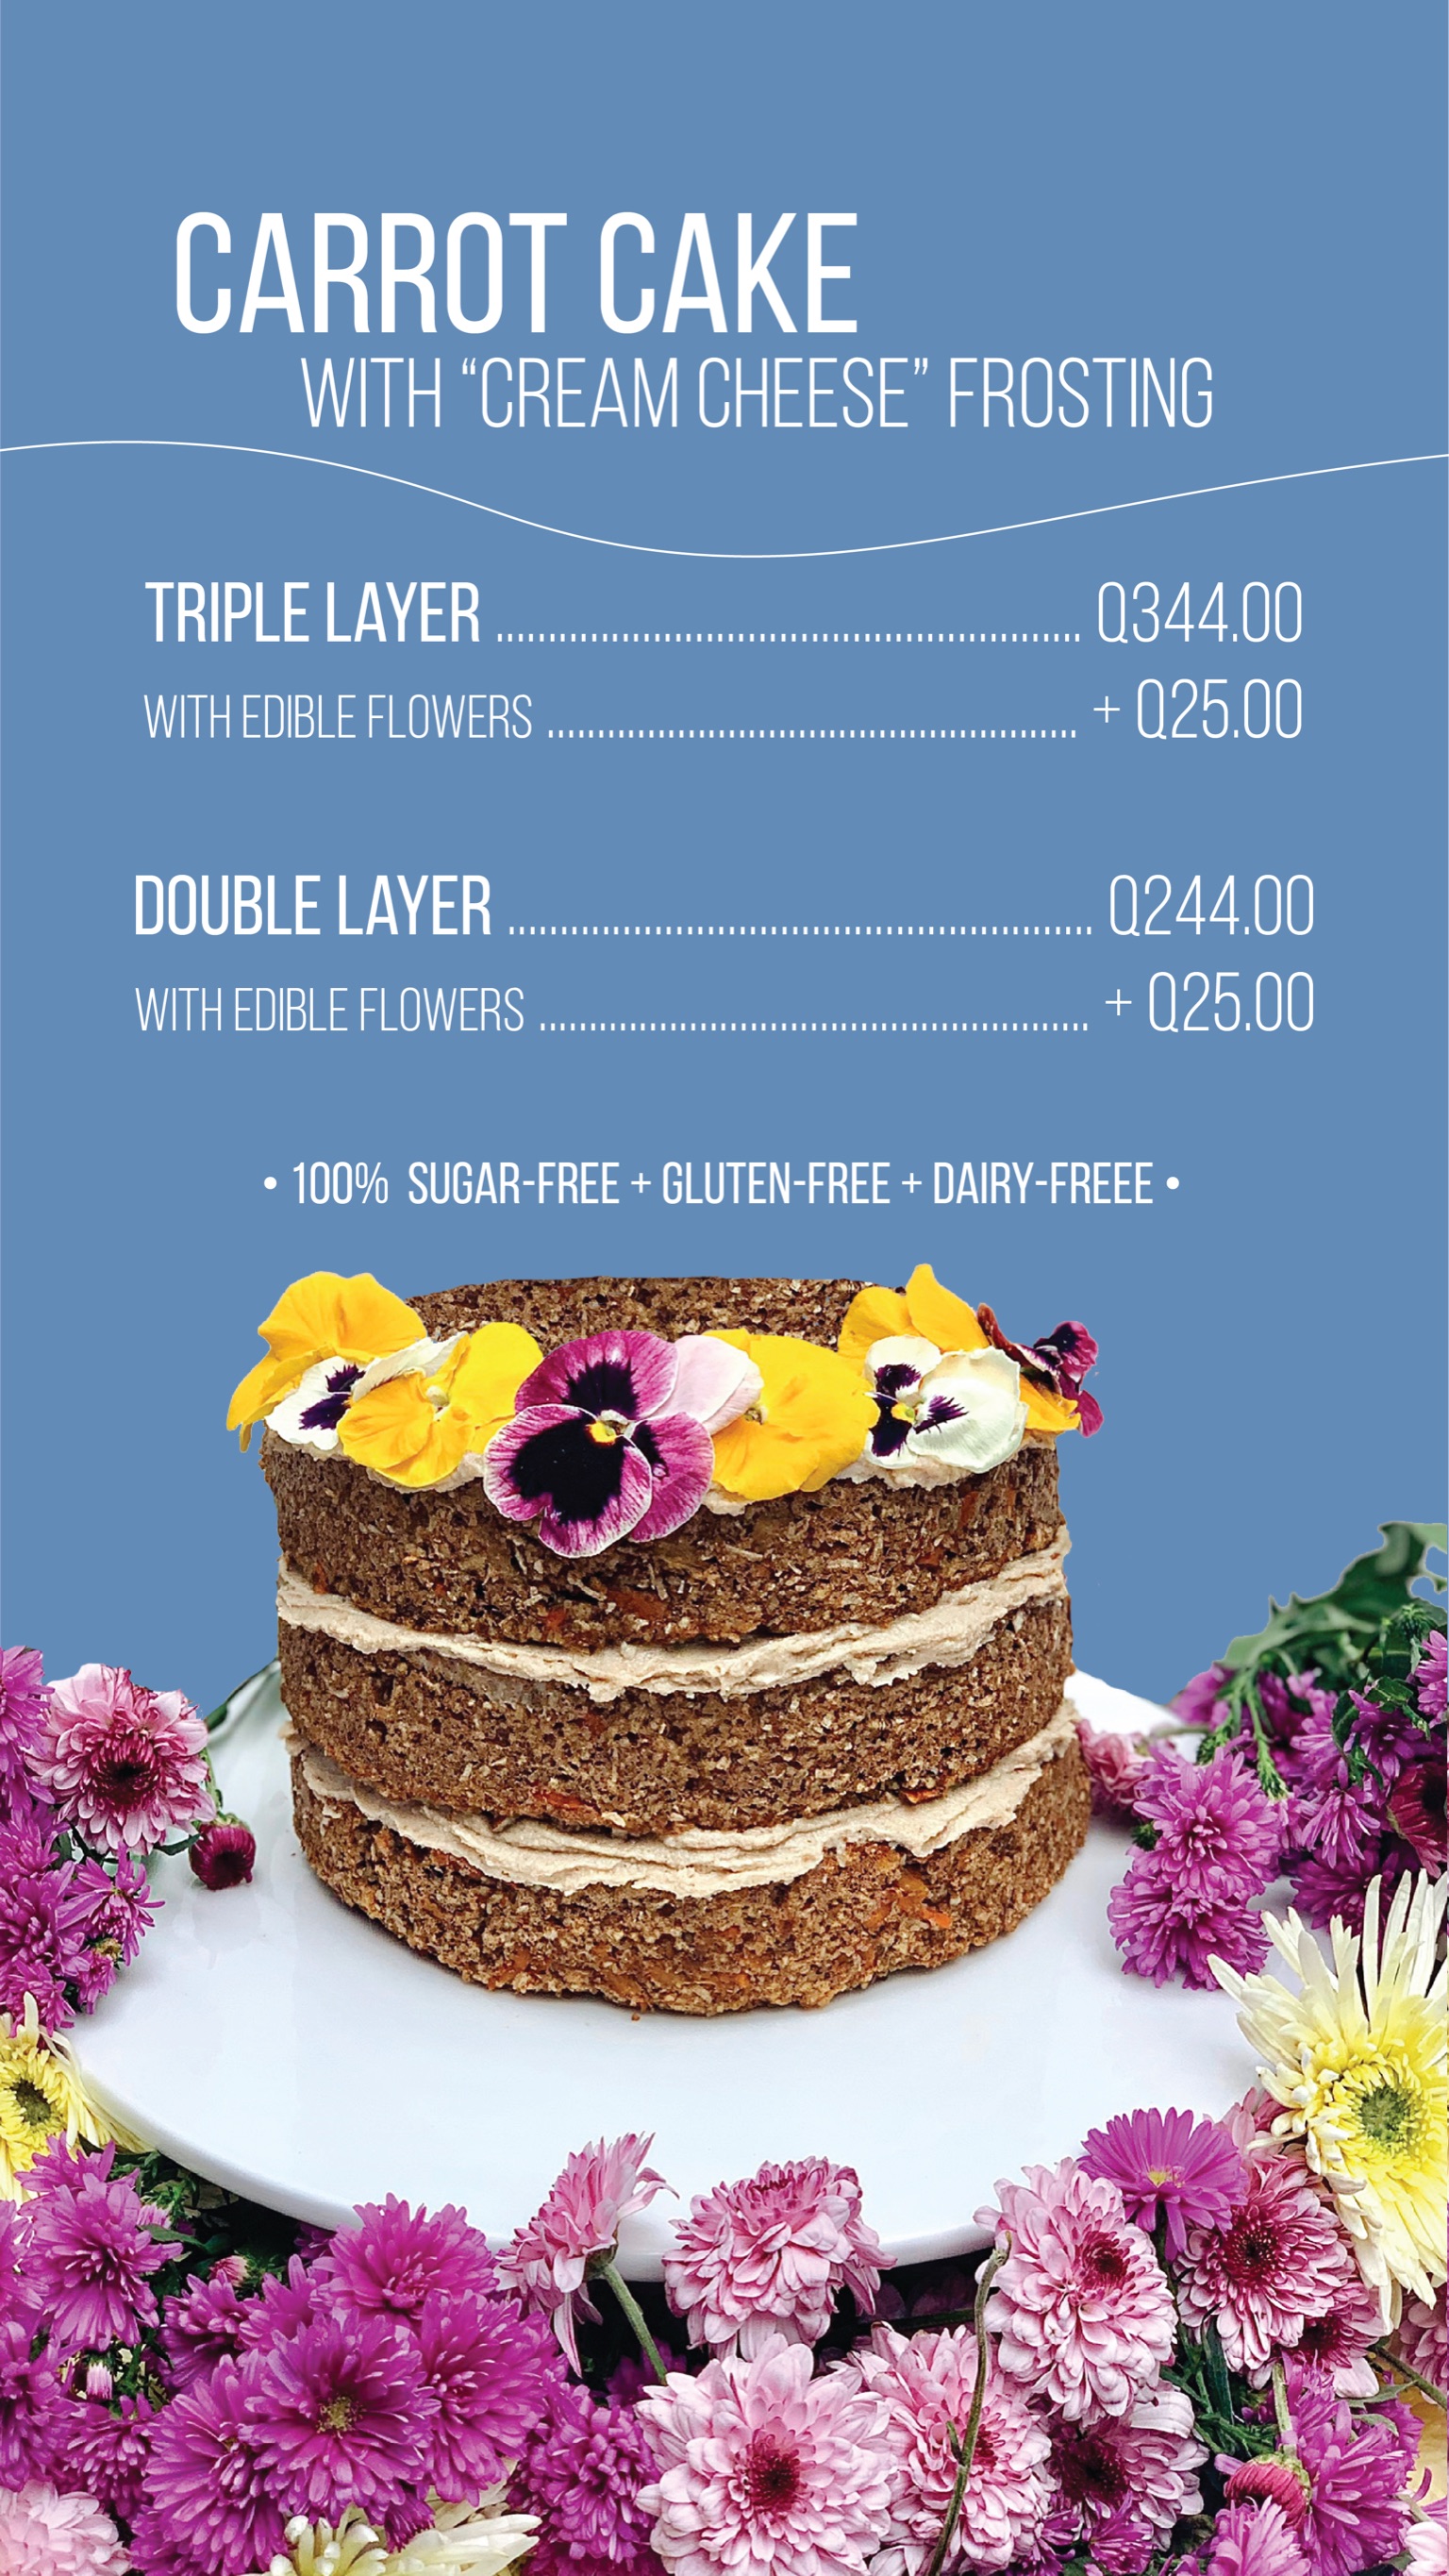 CARROT CAKE
WITH “CREAM CHEESE” FROSTING
TRIPLE LAYER ........................................................ Q344.00
WITH EDIBLE FLOWERS ..................................................... + Q25.00
DOUBLE LAYER ........................................................ Q244.00
WITH EDIBLE FLOWERS ....................................................... + Q25.00
• 100% SUGAR-FREE + GLUTEN-FREE + DAIRY-FREEE •